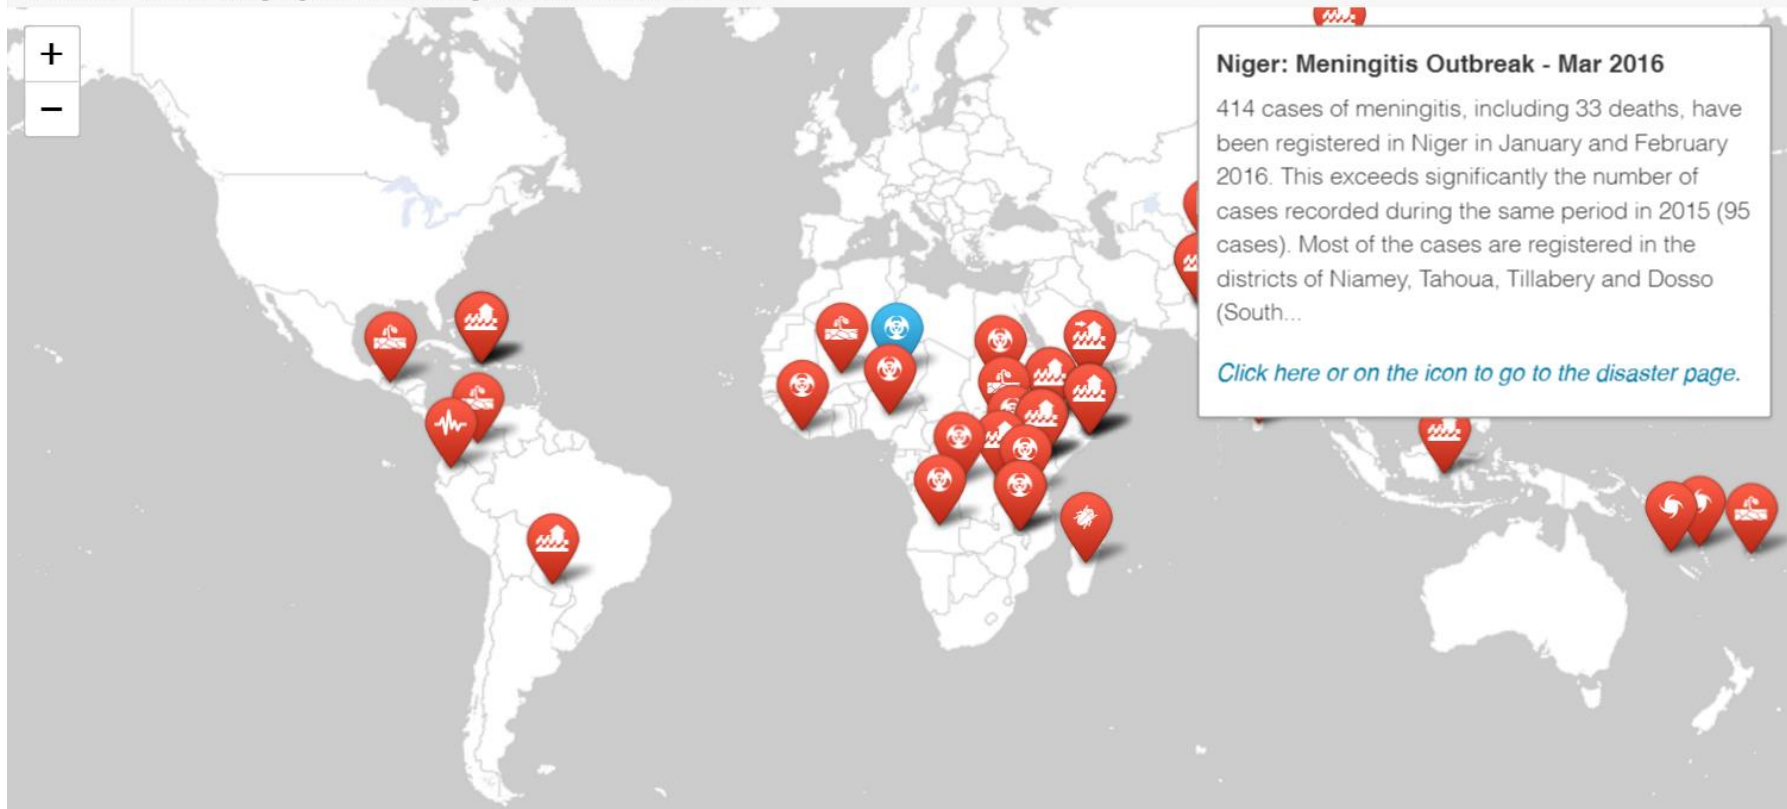 +
−
Niger: Meningitis Outbreak - Mar 2016
414 cases of meningitis, including 33 deaths, have
been registered in Niger in January and February
2016. This exceeds significantly the number of
cases recorded during the same period in 2015 (95
cases). Most of the cases are registered in the
districts of Niamey, Tahoua, Tillabery and Dosso
(South...
Click here or on the icon to go to the disaster page.